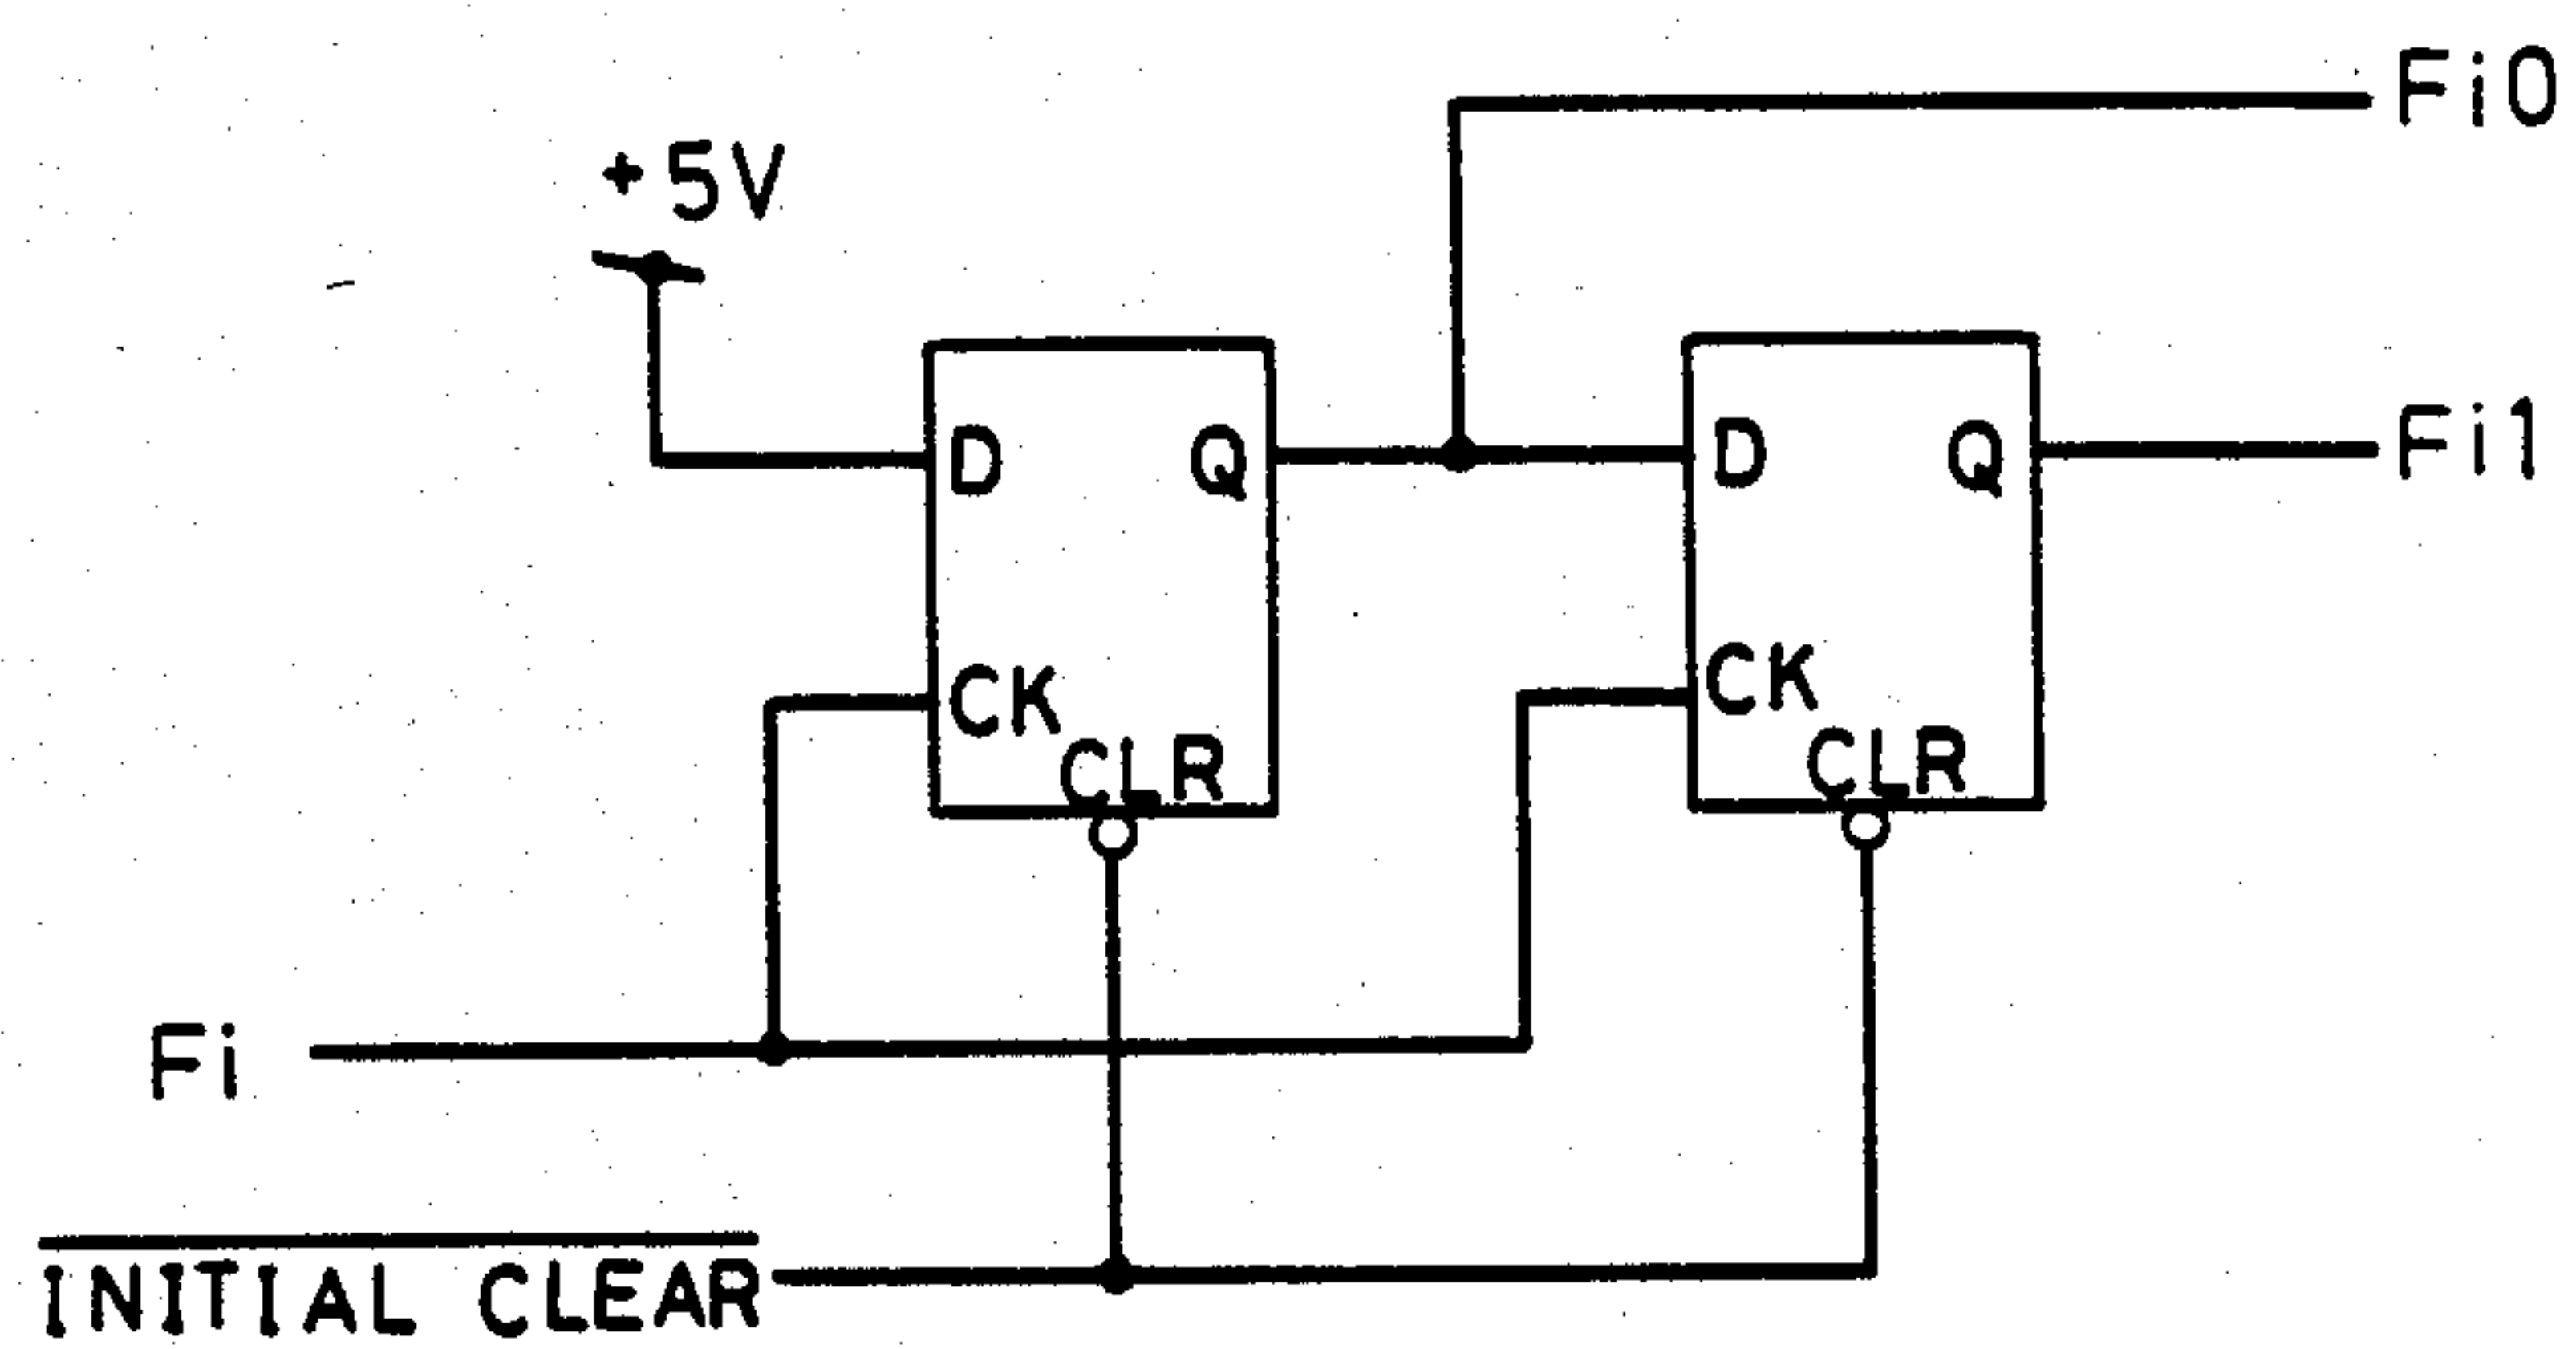 Fi0
+5V
D Q
D Q
Fi1
CK
CLR
CK
CLR
Fi
INITIAL CLEAR